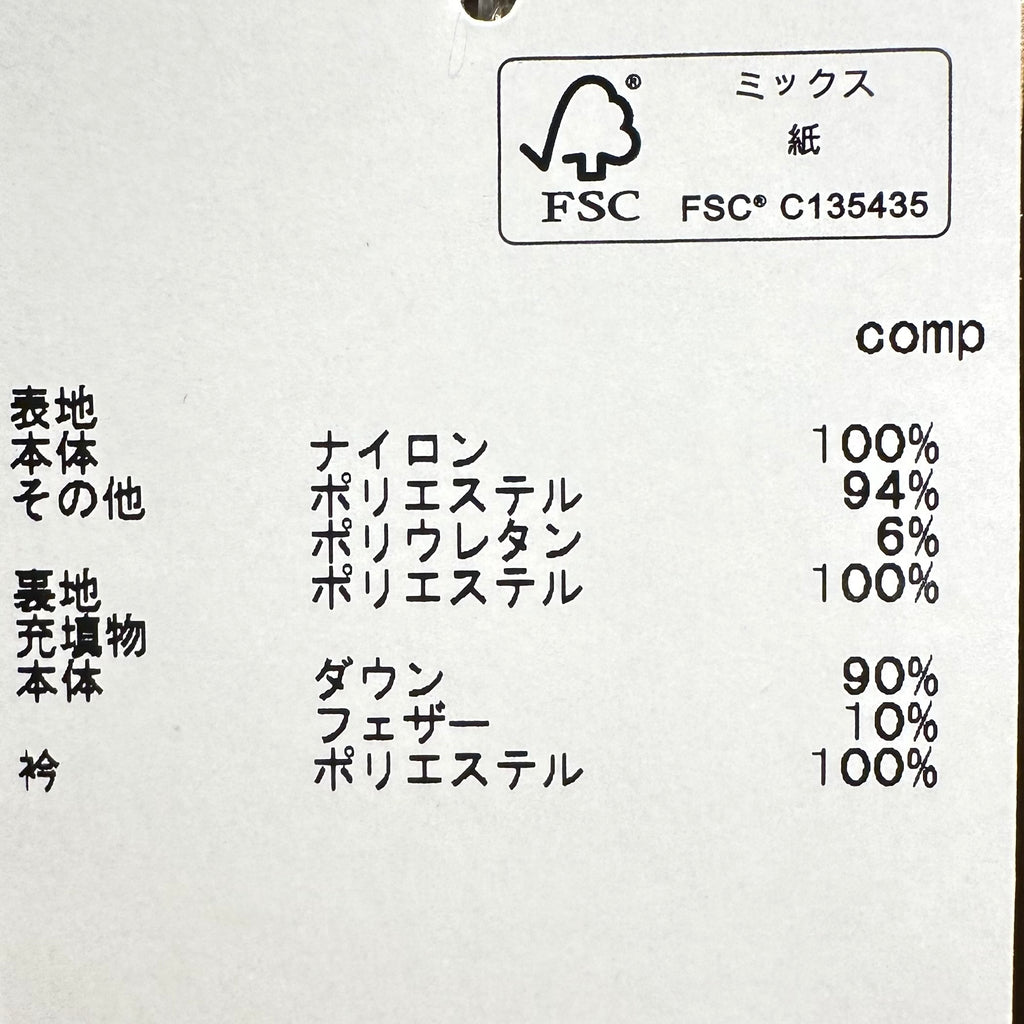 ミックス
紙
FSC
FSC® C135435
comp
表地
本体 ナイロン 100%
その他 ポリエステル 94%
ポリウレタン 6%
裏地 ポリエステル 100%
充填物
本体 ダウン 90%
フェザー 10%
衿 ポリエステル 100%